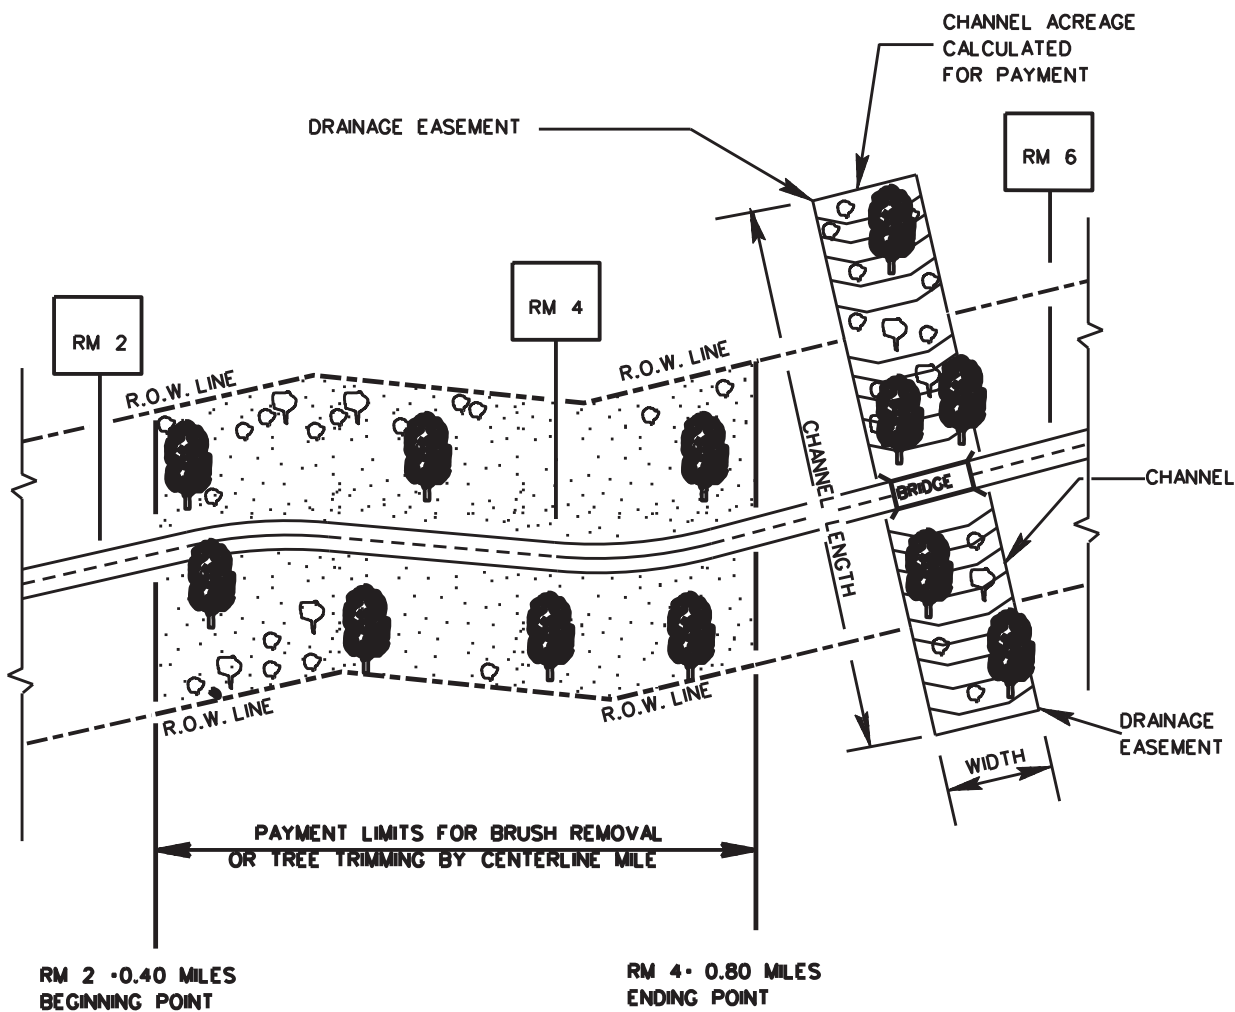 CHANNEL ACREAGE
CALCULATED
FOR PAYMENT
DRAINAGE EASEMENT
RM 6
RM 4
RM 2
R.O.W. LINE
R.O.W. LINE
CHANNEL LENGTH
BRIDGE
CHANNEL
R.O.W. LINE
R.O.W. LINE
DRAINAGE
EASEMENT
WIDTH
PAYMENT LIMITS FOR BRUSH REMOVAL
OR TREE TRIMMING BY CENTERLINE MILE
RM 2 •0.40 MILES
BEGINNING POINT
RM 4• 0.80 MILES
ENDING POINT